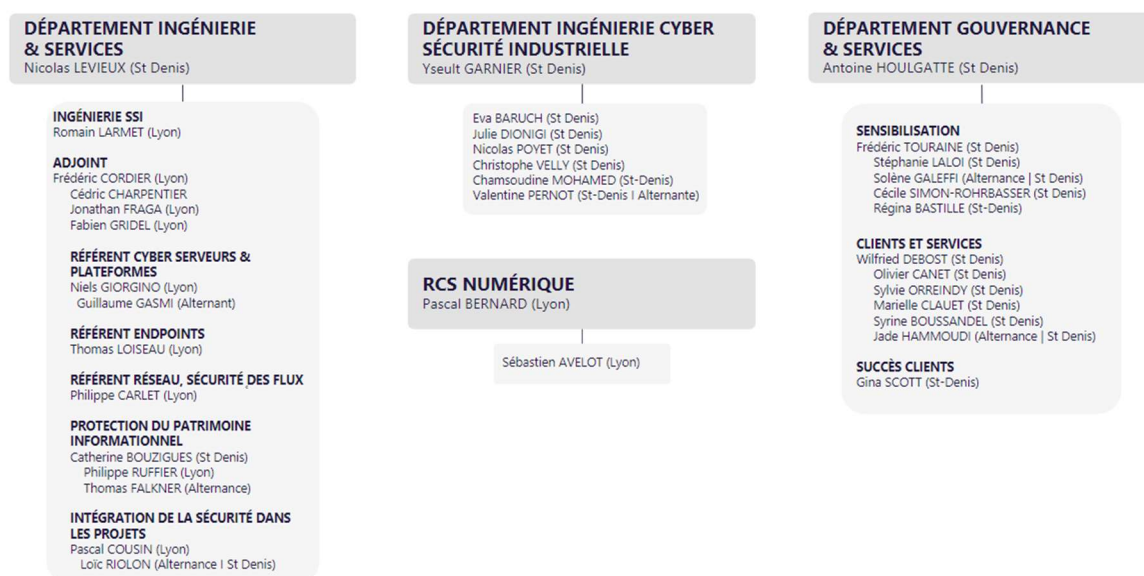 DÉPARTEMENT INGÉNIERIE
& SERVICES
Nicolas LEVIEUX (St Denis)
INGÉNIERIE SSI
Romain LARMET (Lyon)
ADJOINT
Frédéric CORDIER (Lyon)
Cédric CHARPENTIER
Jonathan FRAGA (Lyon)
Fabien GRIDEL (Lyon)
RÉFÉRENT CYBER SERVEURS &
PLATEFORMES
Niels GIORGINO (Lyon)
Guillaume GASMI (Alternant)
RÉFÉRENT ENDPOINTS
Thomas LOISEAU (Lyon)
RÉFÉRENT RÉSEAU, SÉCURITÉ DES FLUX
Philippe CARLET (Lyon)
PROTECTION DU PATRIMOINE
INFORMATIONNEL
Catherine BOUZIGUES (St Denis)
Philippe RUFFIER (Lyon)
Thomas FALKNER (Alternance)
INTÉGRATION DE LA SÉCURITÉ DANS
LES PROJETS
Pascal COUSIN (Lyon)
Loïc RIOLON (Alternance I St Denis)
DÉPARTEMENT INGÉNIERIE CYBER
SÉCURITÉ INDUSTRIELLE
Yseult GARNIER (St Denis)
Eva BARUCH (St Denis)
Julie DIONIGI (St Denis)
Nicolas POYET (St Denis)
Christophe VELLY (St Denis)
Chamsoudine MOHAMED (St-Denis)
Valentine PERNOT (St-Denis I Alternante)
RCS NUMÉRIQUE
Pascal BERNARD (Lyon)
Sébastien AVELOT (Lyon)
DÉPARTEMENT GOUVERNANCE
& SERVICES
Antoine HOULGATTE (St Denis)
SENSIBILISATION
Frédéric TOURAINE (St Denis)
Stéphanie LALOI (St Denis)
Solène GALEFFI (Alternance | St Denis)
Cécile SIMON-ROHRBASSER (St Denis)
Régina BASTILLE (St-Denis)
CLIENTS ET SERVICES
Wilfried DEBOST (St Denis)
Olivier CANET (St Denis)
Sylvie ORREINDY (St Denis)
Marielle CLAUET (St Denis)
Syrine BOUSSANDEL (St Denis)
Jade HAMMOUDI (Alternance | St Denis)
SUCCÈS CLIENTS
Gina SCOTT (St-Denis)